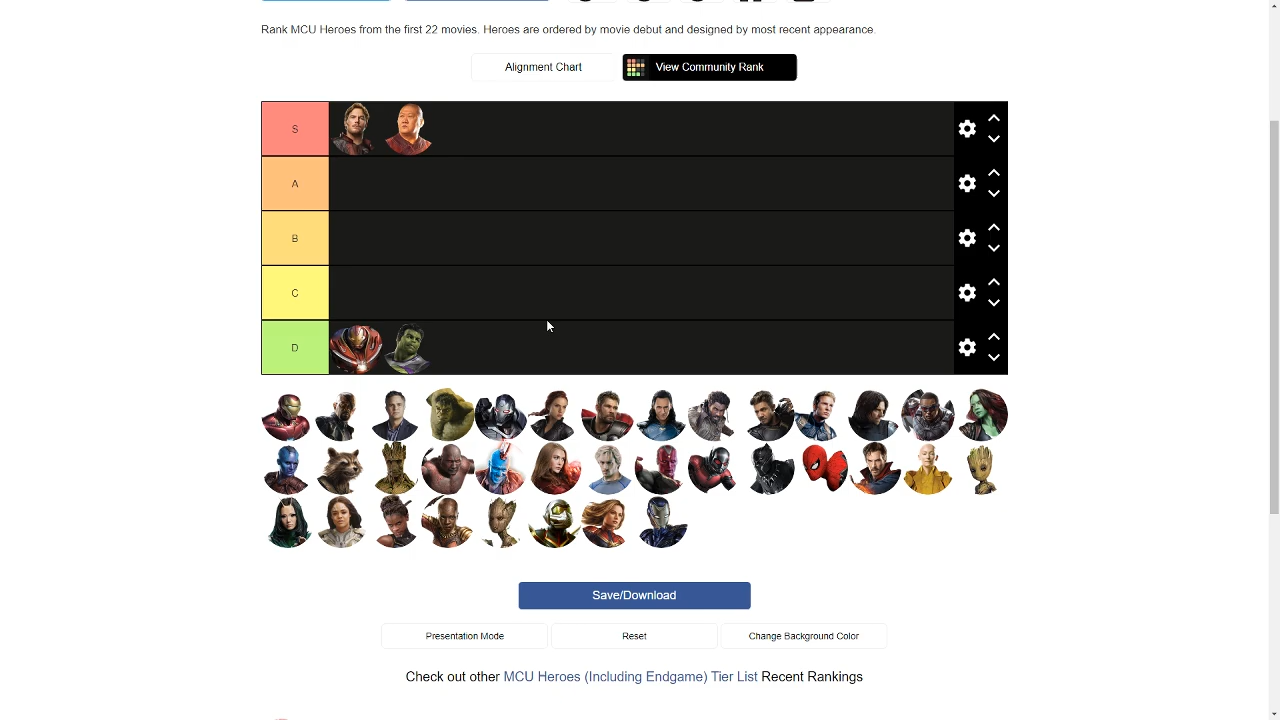 Rank MCU Heroes from the first 22 movies. Heroes are ordered by movie debut and designed by most recent appearance.
Alignment Chart
View Community Rank
S
A
B
C
D
Save/Download
Presentation Mode
Reset
Change Background Color
Check out other MCU Heroes (Including Endgame) Tier List Recent Rankings